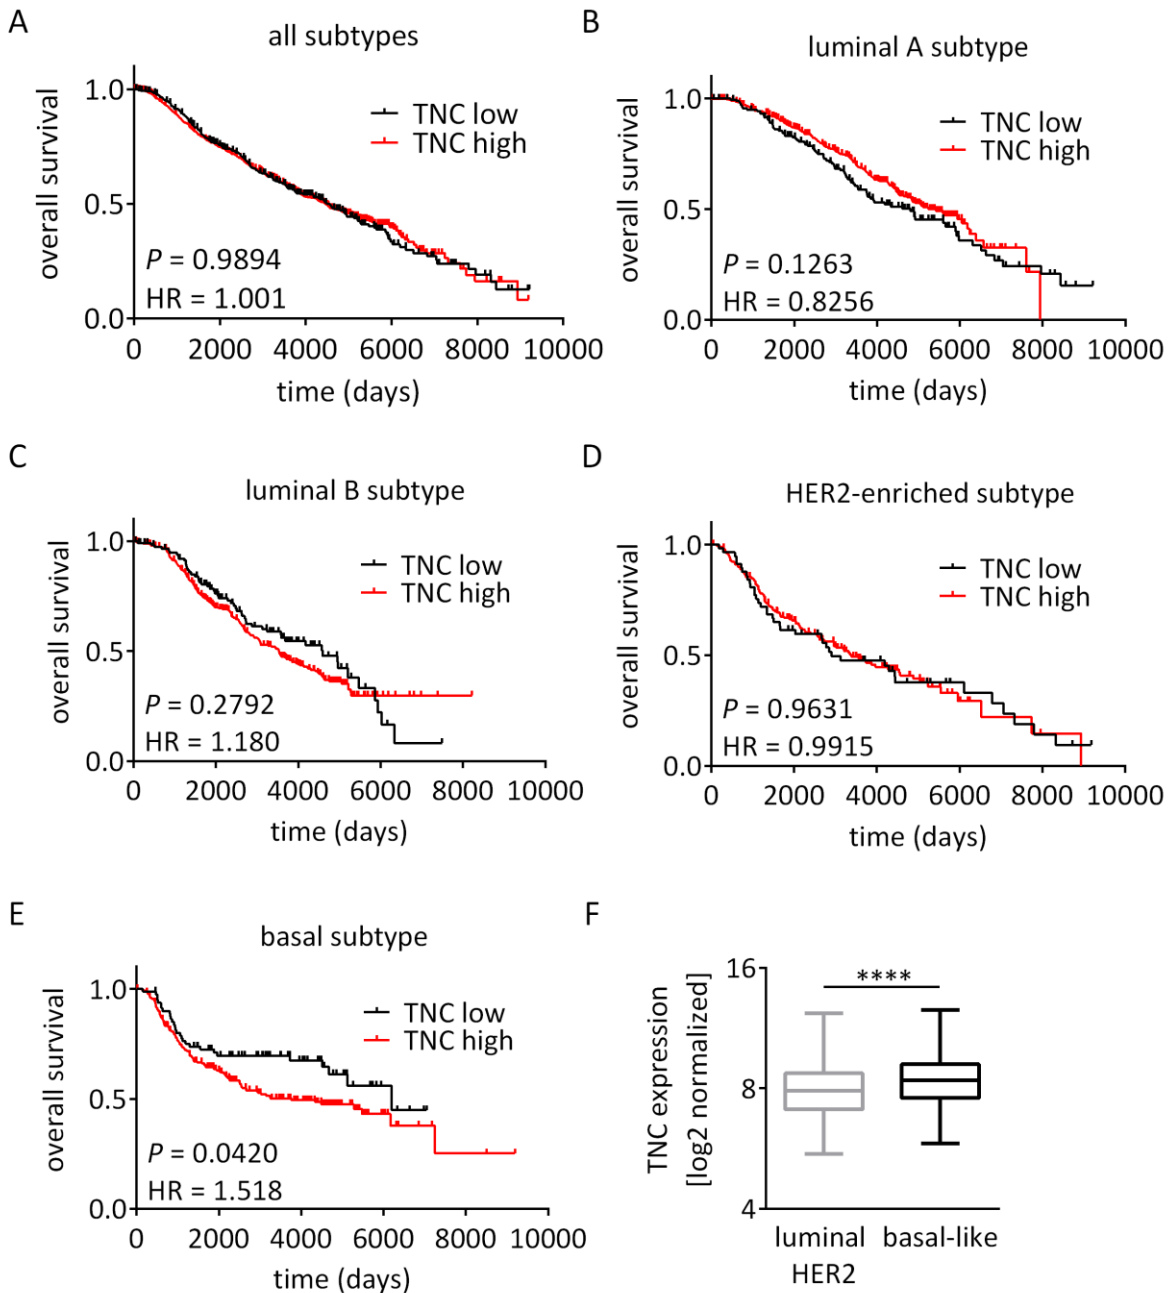 A
all subtypes
overall survival
1.0
0.5
0.0
TNC low
TNC high
P = 0.9894
HR = 1.001
0 2000 4000 6000 8000 10000
time (days)
B
luminal A subtype
overall survival
1.0
0.5
0.0
TNC low
TNC high
P = 0.1263
HR = 0.8256
0 2000 4000 6000 8000 10000
time (days)
C
luminal B subtype
overall survival
1.0
0.5
0.0
TNC low
TNC high
P = 0.2792
HR = 1.180
0 2000 4000 6000 8000 10000
time (days)
D
HER2-enriched subtype
overall survival
1.0
0.5
0.0
TNC low
TNC high
P = 0.9631
HR = 0.9915
0 2000 4000 6000 8000 10000
time (days)
E
basal subtype
overall survival
1.0
0.5
0.0
TNC low
TNC high
P = 0.0420
HR = 1.518
0 2000 4000 6000 8000 10000
time (days)
F
TNC expression
[log2 normalized]
16
8
4
****
luminal basal-like
HER2